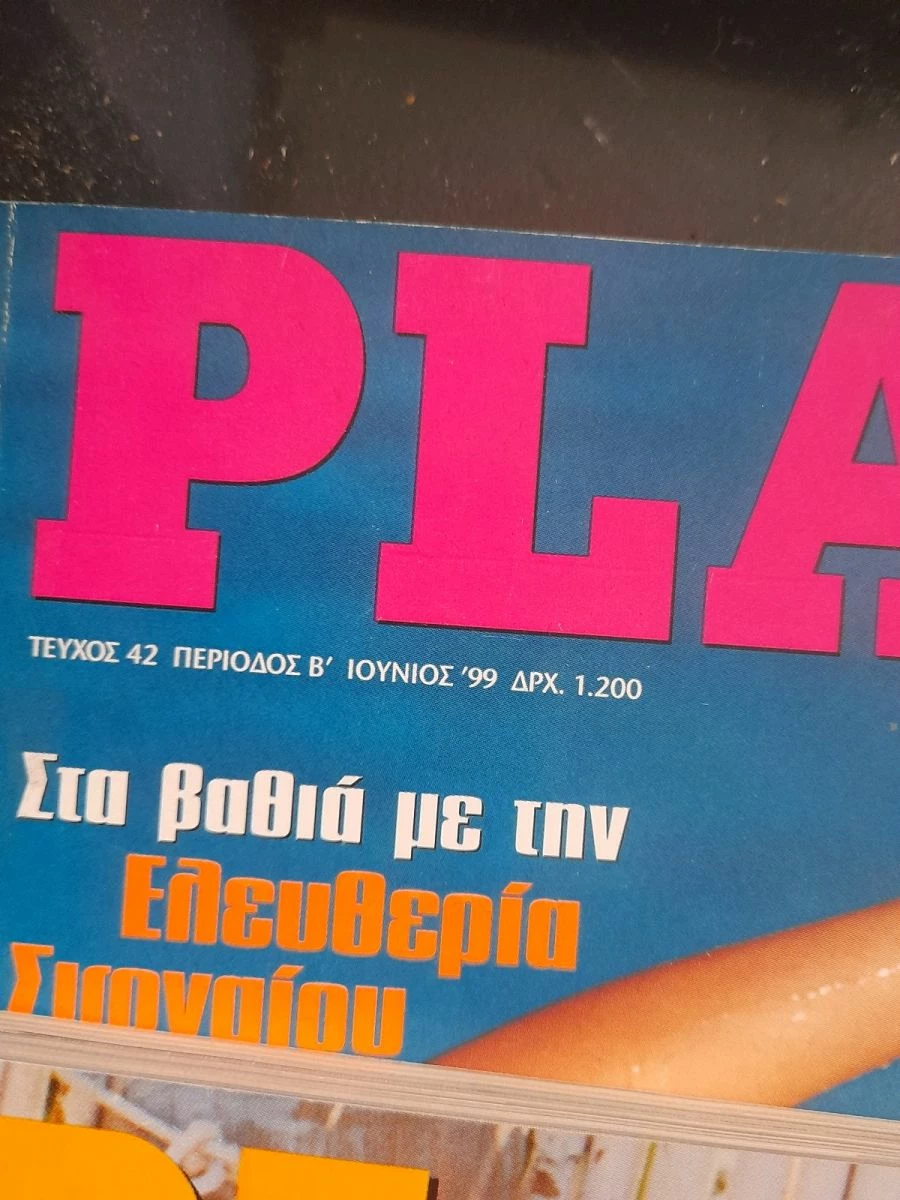 PLA
ΤΕΥΧΟΣ 42 ΠΕΡΙΟΔΟΣ Β' ΙΟΥΝΙΟΣ '99 ΔΡΧ. 1.200
Στα βαθιά με την
Ελευθερία